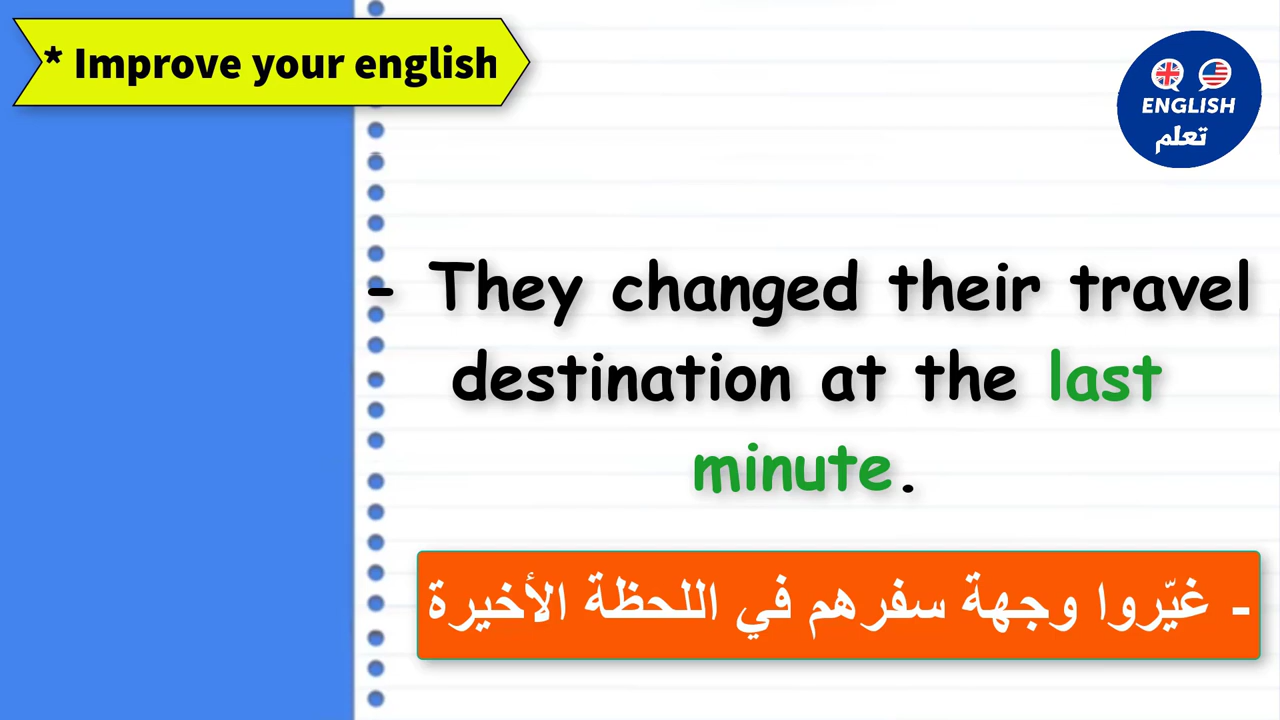 * Improve your english
ENGLISH
تعلم
- They changed their travel
destination at the last
minute.
- غيّروا وجهة سفرهم في اللحظة الأخيرة